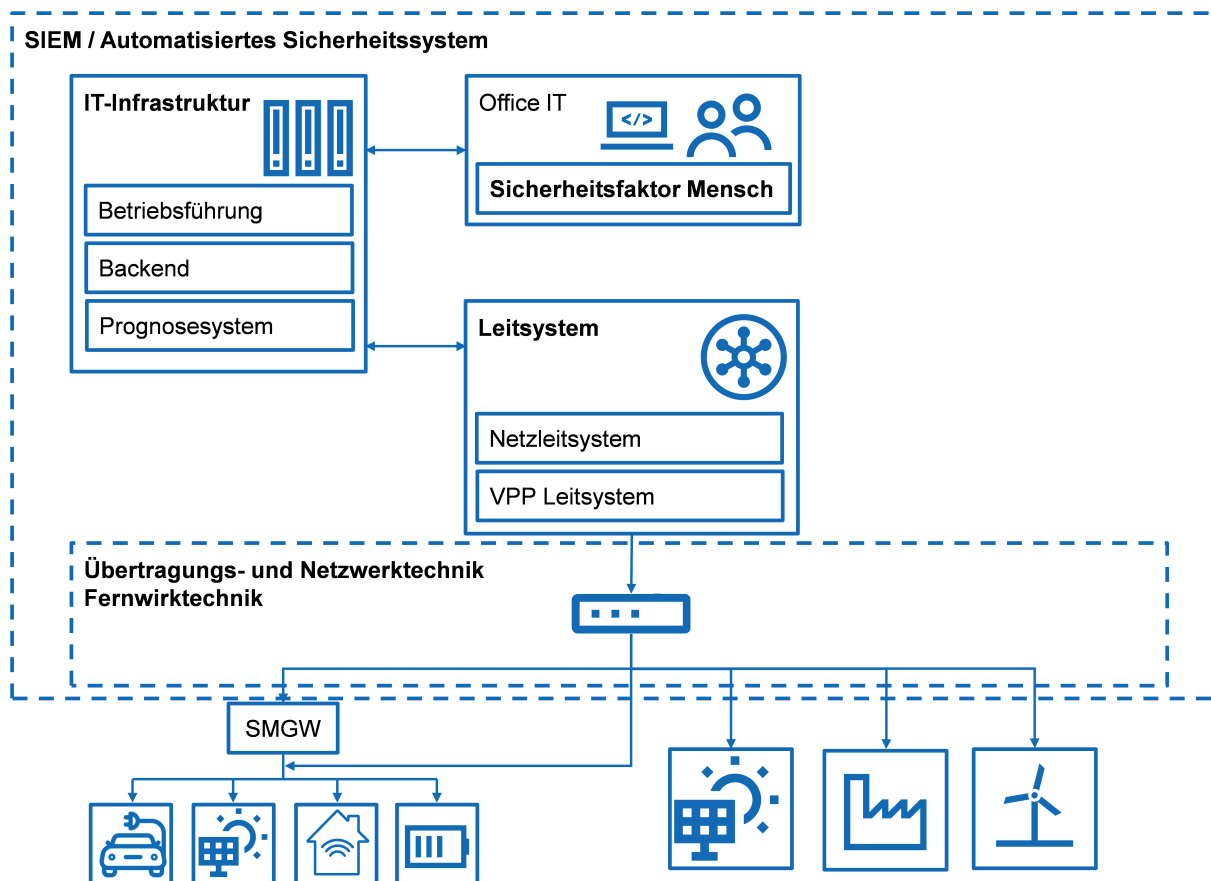 SIEM / Automatisiertes Sicherheitssystem
IT-Infrastruktur
Betriebsführung
Backend
Prognosesystem
Office IT
</>
Sicherheitsfaktor Mensch
Leitsystem
Netzleitsystem
VPP Leitsystem
Übertragungs- und Netzwerktechnik
Fernwirktechnik
SMGW